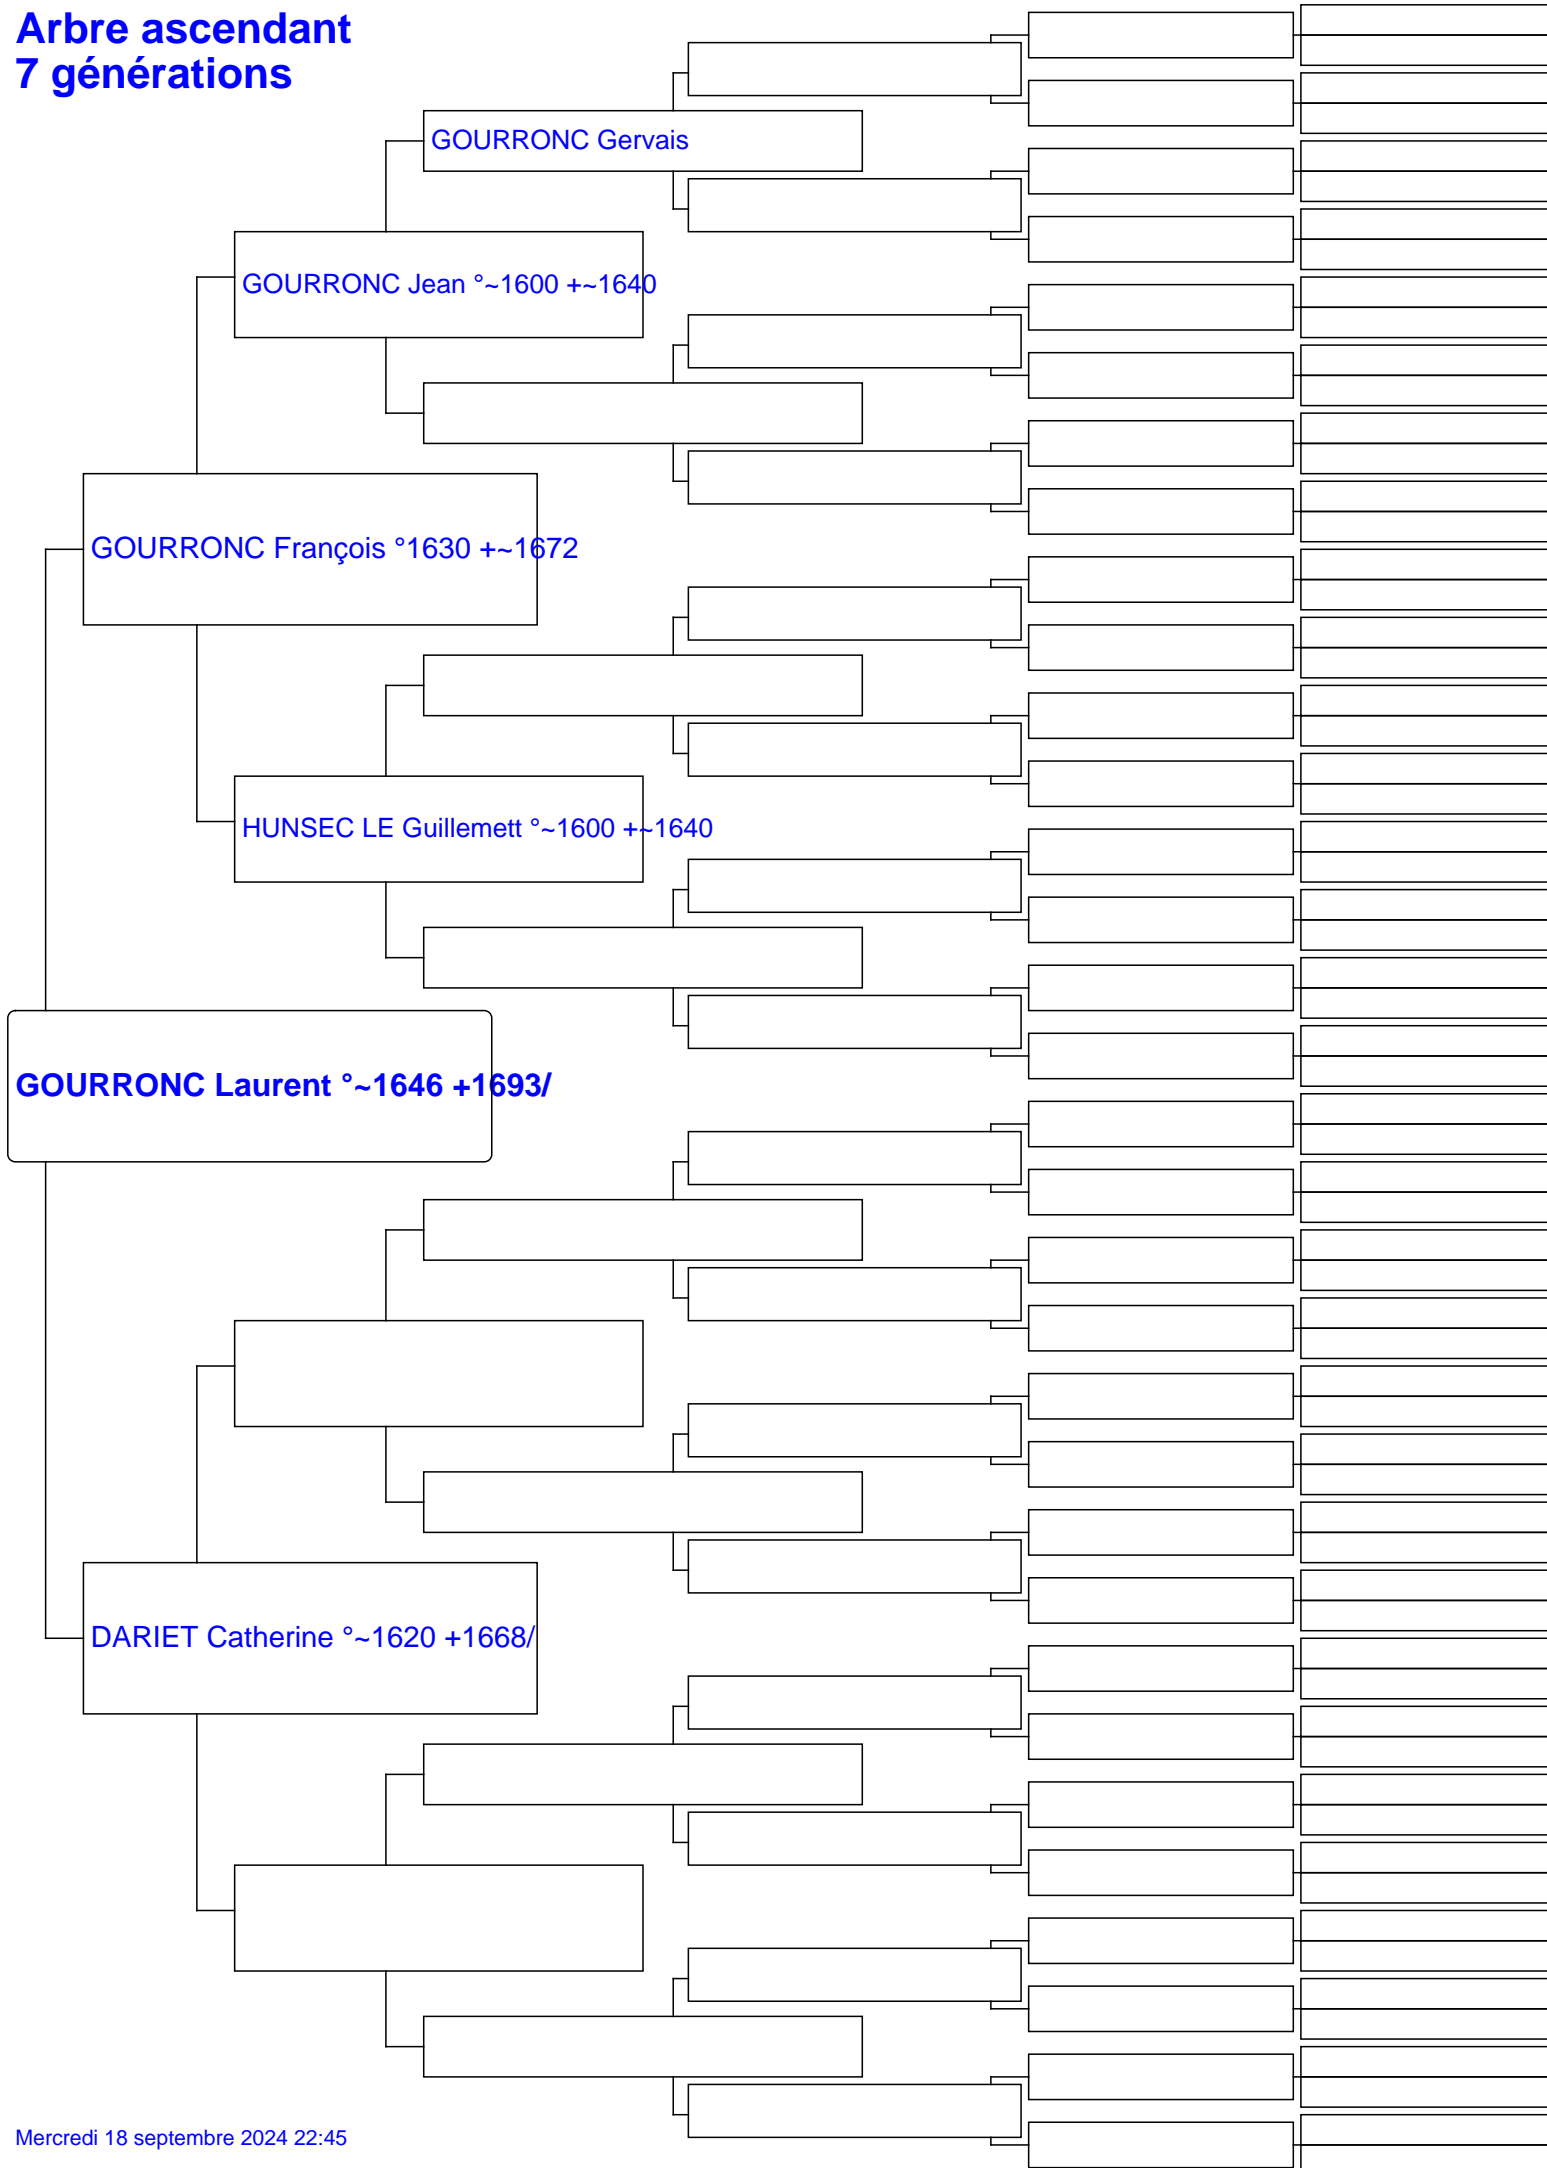 Arbre ascendant
7 générations
GOURRONC Gervais
GOURRONC Jean °~1600 +~1640
GOURRONC François °1630 +~1672
HUNSEC LE Guillemett °~1600 +~1640
GOURRONC Laurent °~1646 +1693/
DARIET Catherine °~1620 +1668/
Mercredi 18 septembre 2024 22:45